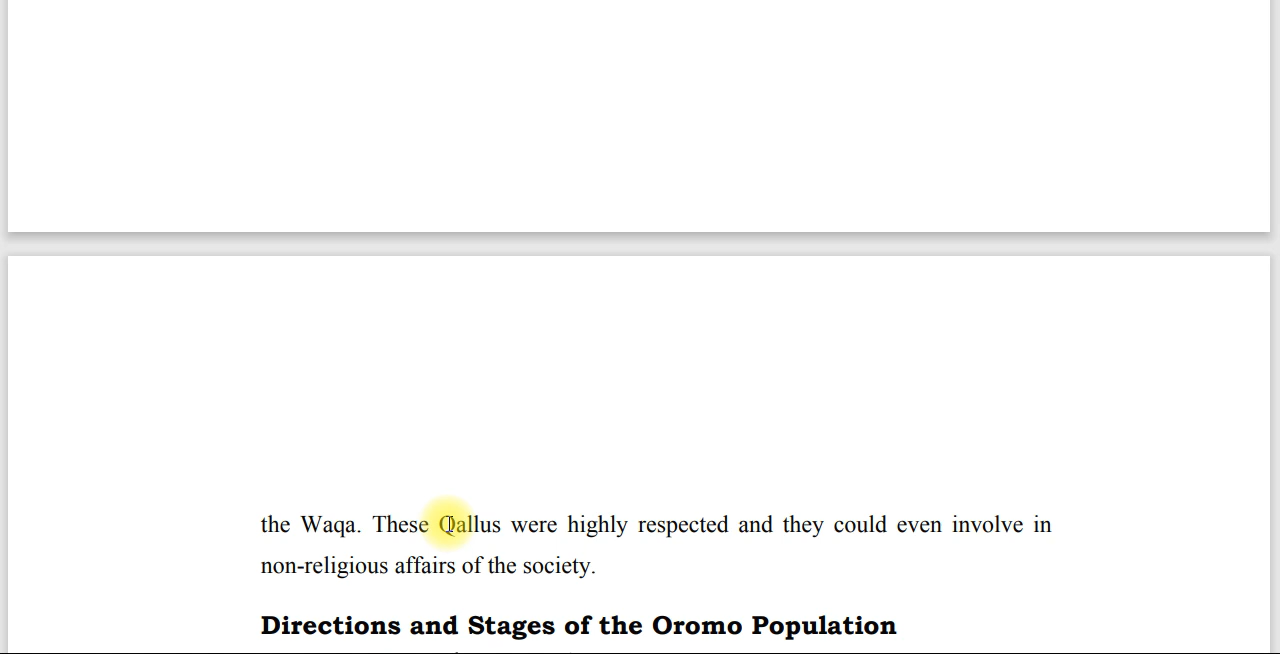 the Waqa. These Qallus were highly respected and they could even involve in
non-religious affairs of the society.
Directions and Stages of the Oromo Population